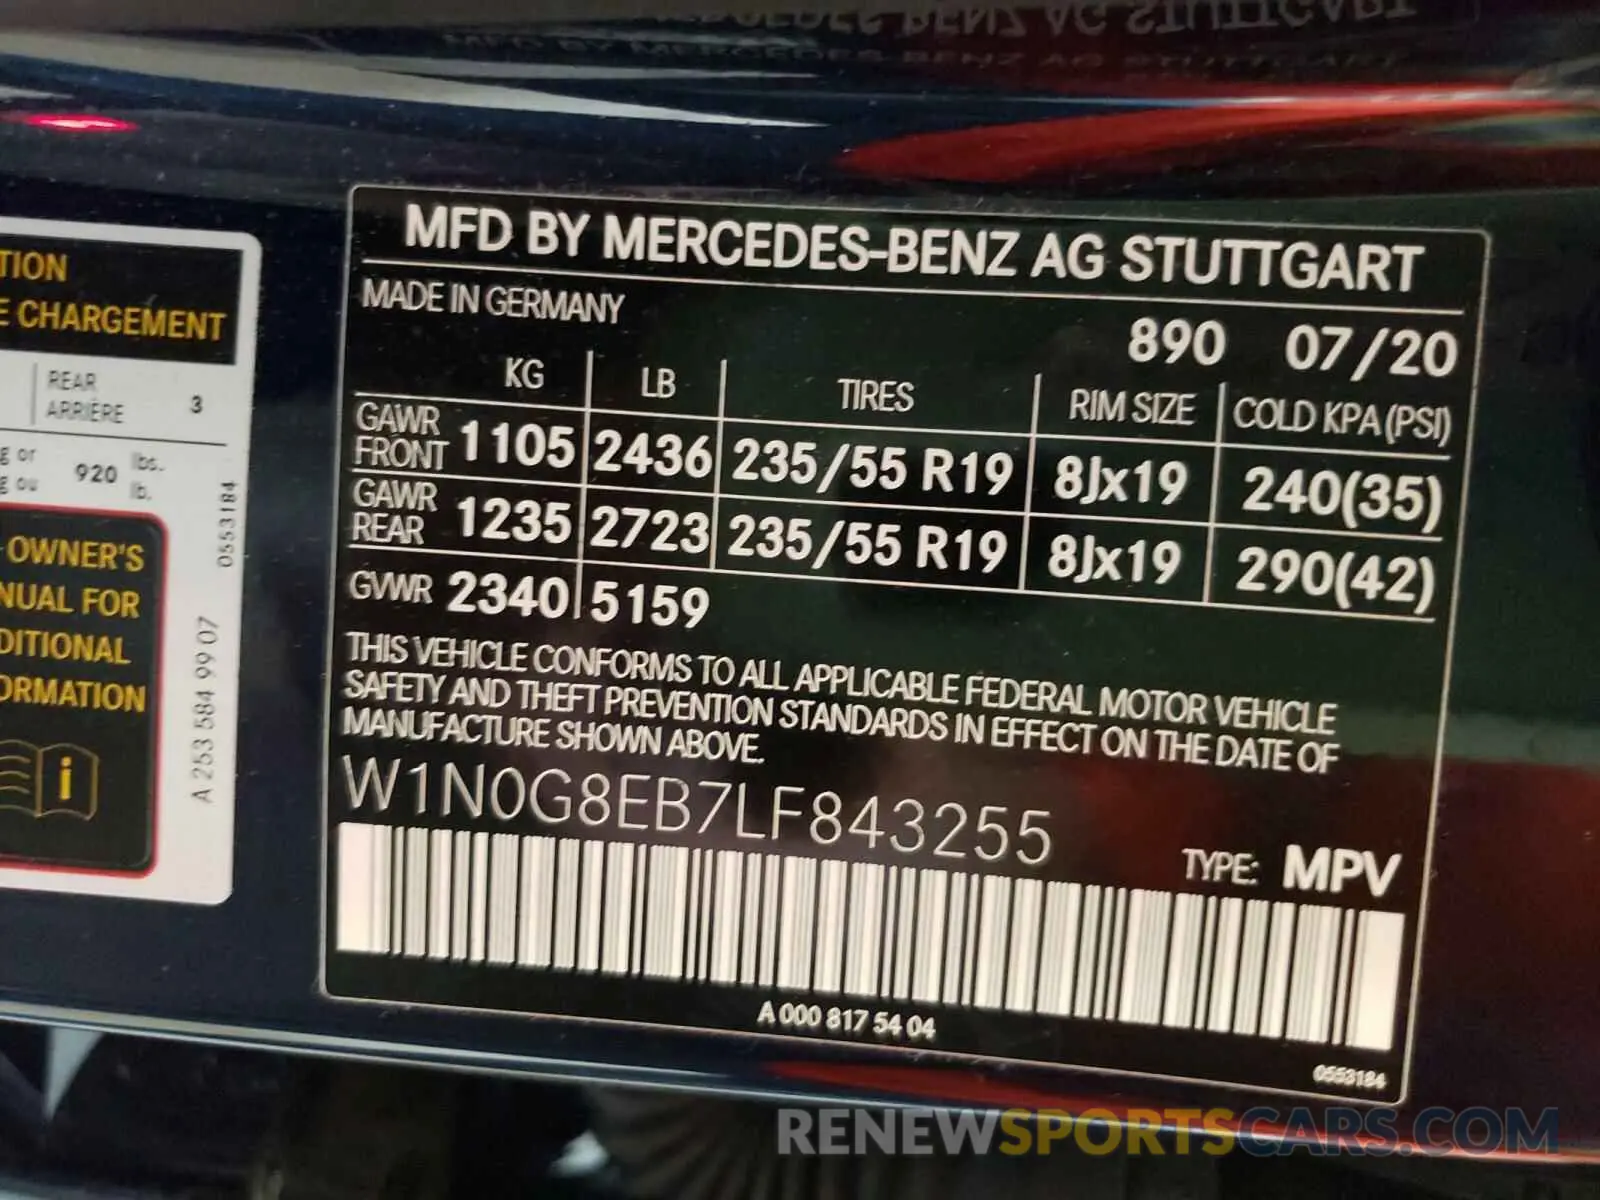 MFD BY MERCEDES-BENZ AG STUTTGART
MADE IN GERMANY
890 07/20
KG LB TIRES RIM SIZE COLD KPA (PSI)
GAWR FRONT 1105 2436 235/55 R19 8Jx19 240(35)
GAWR REAR 1235 2723 235/55 R19 8Jx19 290(42)
GVWR 2340 5159
THIS VEHICLE CONFORMS TO ALL APPLICABLE FEDERAL MOTOR VEHICLE
SAFETY AND THEFT PREVENTION STANDARDS IN EFFECT ON THE DATE OF
MANUFACTURE SHOWN ABOVE.
W1N0G8EB7LF843255
TYPE: MPV
A 000 817 54 04
0553184
TION
E CHARGEMENT
REAR
ARRIÈRE 3
g or 920 lbs.
g ou lb.
OWNER'S
NUAL FOR
DITIONAL
ORMATION
i
0553184
A 253 584 99 07
RENEWSPORTSCARS.COM